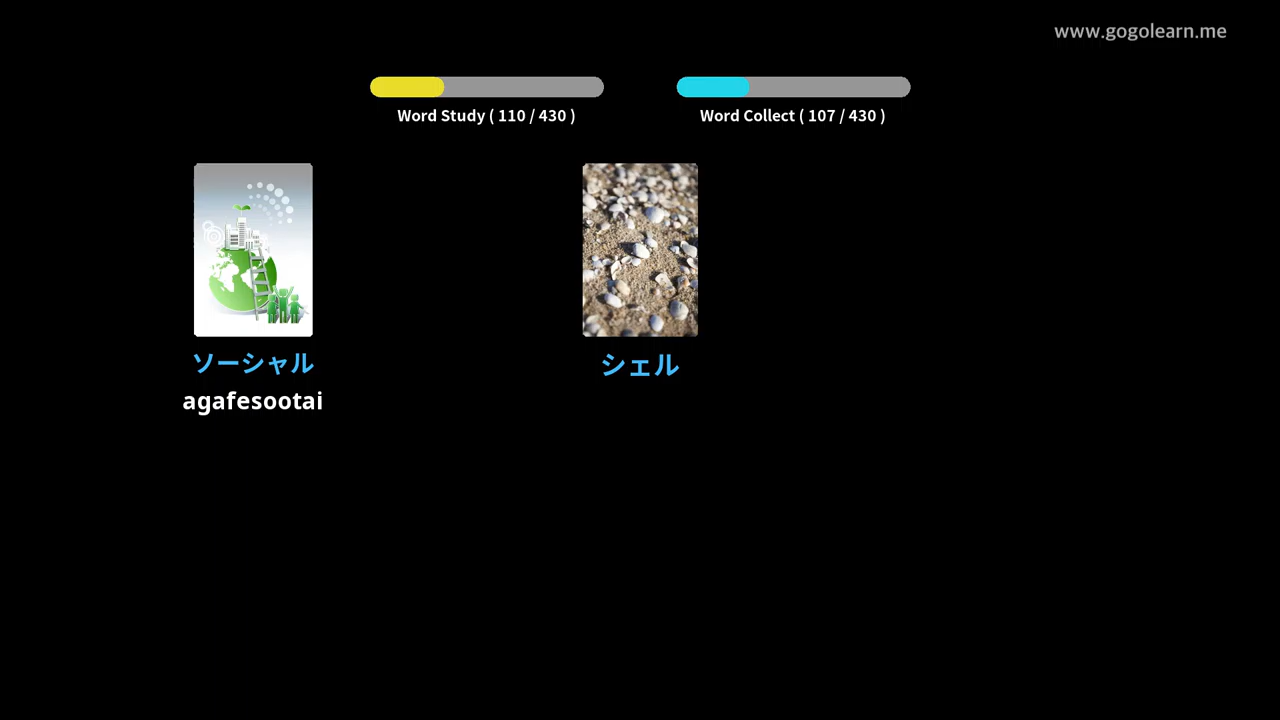 www.gogolearn.me
Word Study ( 110 / 430 )
Word Collect ( 107 / 430 )
ソーシャル
agafesootai
シェル